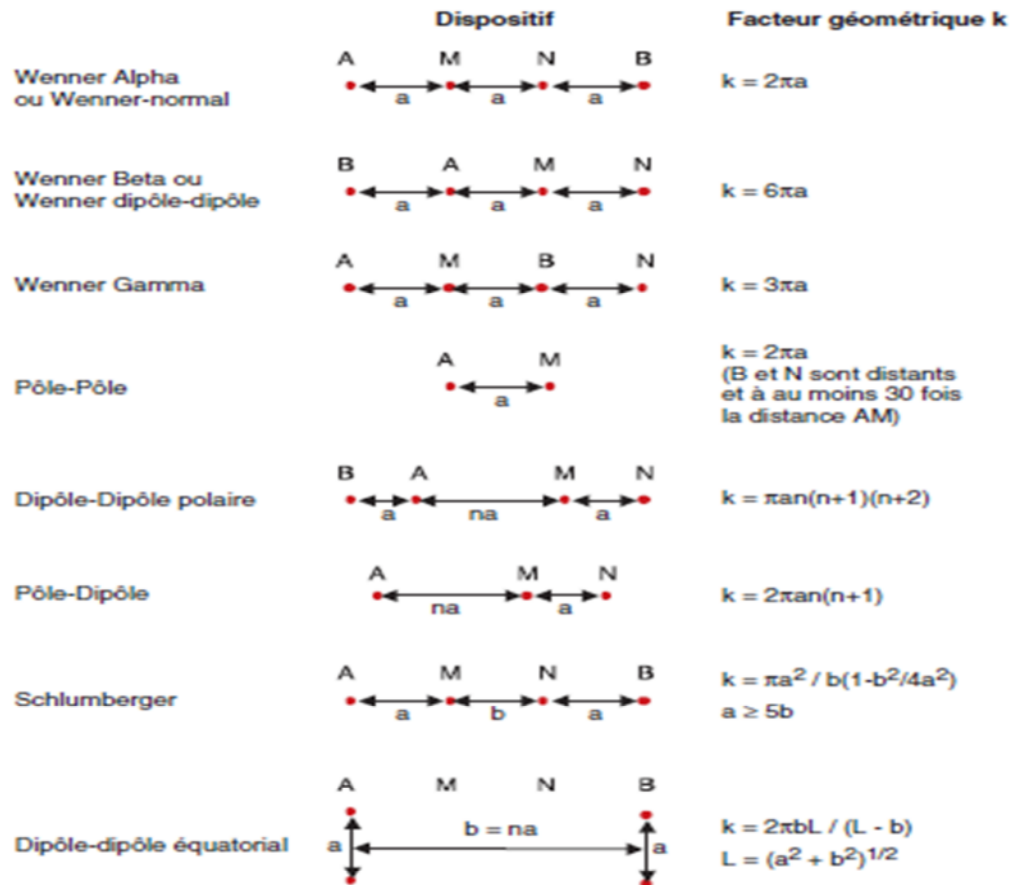 Dispositif Facteur géométrique k
A M N B
Wenner Alpha
ou Wenner-normal
a a a
k = 2πa
B A M N
Wenner Beta ou
Wenner dipôle-dipôle
a a a
k = 6πa
A M B N
Wenner Gamma
a a a
k = 3πa
A M
Pôle-Pôle
a
k = 2πa
(B et N sont distants
et à au moins 30 fois
la distance AM)
B A M N
Dipôle-Dipôle polaire
a na a
k = πan(n+1)(n+2)
A M N
Pôle-Dipôle
na a
k = 2πan(n+1)
A M N B
Schlumberger
a b a
k = πa² / b(1-b²/4a²)
a ≥ 5b
A M N B
Dipôle-dipôle équatorial
a b = na a
k = 2πbL / (L - b)
L = (a² + b²)1/2